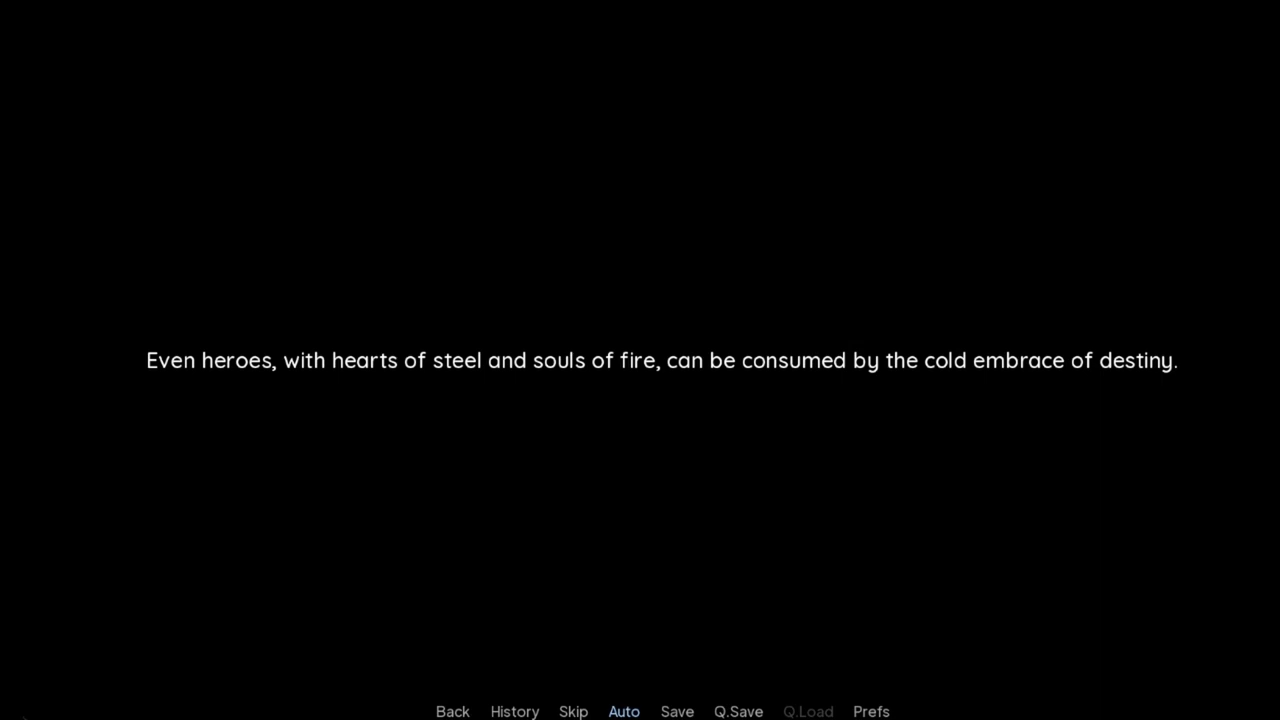 Even heroes, with hearts of steel and souls of fire, can be consumed by the cold embrace of destiny.
Back History Skip Auto Save Q.Save Q.Load Prefs